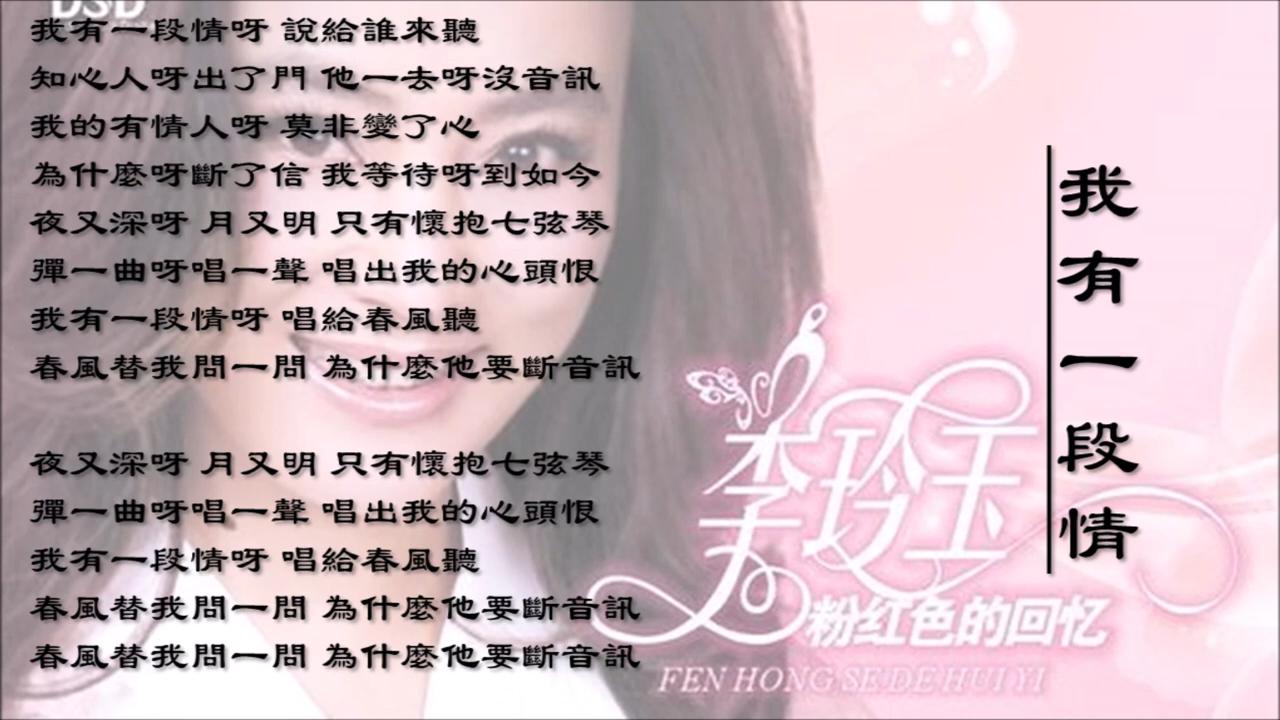 DSD
我有一段情呀 說給誰來聽
知心人呀出了門 他一去呀沒音訊
我的有情人呀 莫非變了心
為什麼呀斷了信 我等待呀到如今
夜又深呀 月又明 只有懷抱七弦琴
彈一曲呀唱一聲 唱出我的心頭恨
我有一段情呀 唱給春風聽
春風替我問一問 為什麼他要斷音訊
夜又深呀 月又明 只有懷抱七弦琴
彈一曲呀唱一聲 唱出我的心頭恨
我有一段情呀 唱給春風聽
春風替我問一問 為什麼他要斷音訊
春風替我問一問 為什麼他要斷音訊
我有一段情
李玲玉
粉红色的回忆
FEN HONG SE DE HUI YI